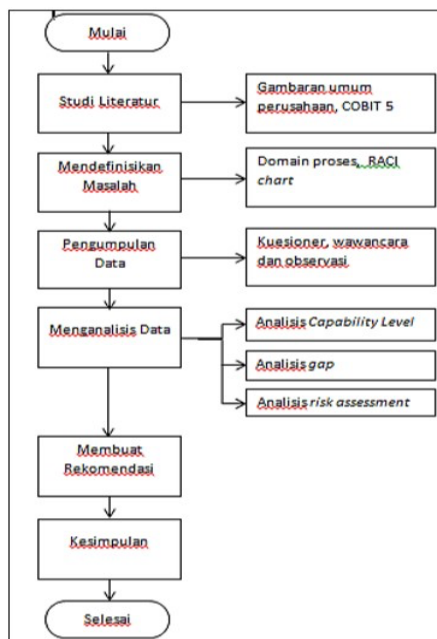 Mulai
Studi Literatur
Gambaran umum
perusahaan, COBIT 5
Mendefinisikan
Masalah
Domain proses, RACI
chart
Pengumpulan
Data
Kuesioner, wawancara
dan observasi
Menganalisis Data
Analisis Capability Level
Analisis gap
Analisis risk assessment
Membuat
Rekomendasi
Kesimpulan
Selesai